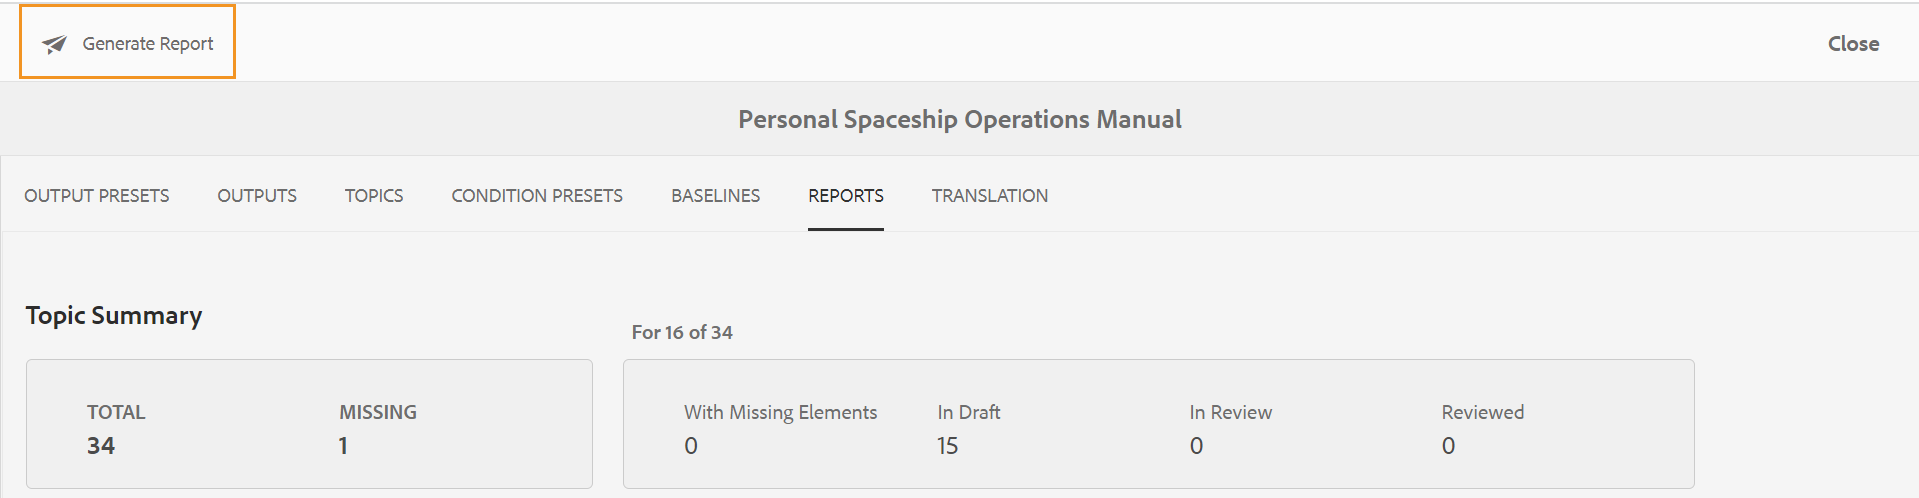 Generate Report
Close
Personal Spaceship Operations Manual
OUTPUT PRESETS OUTPUTS TOPICS CONDITION PRESETS BASELINES REPORTS TRANSLATION
Topic Summary
For 16 of 34
TOTAL MISSING
34 1
With Missing Elements In Draft In Review Reviewed
0 15 0 0